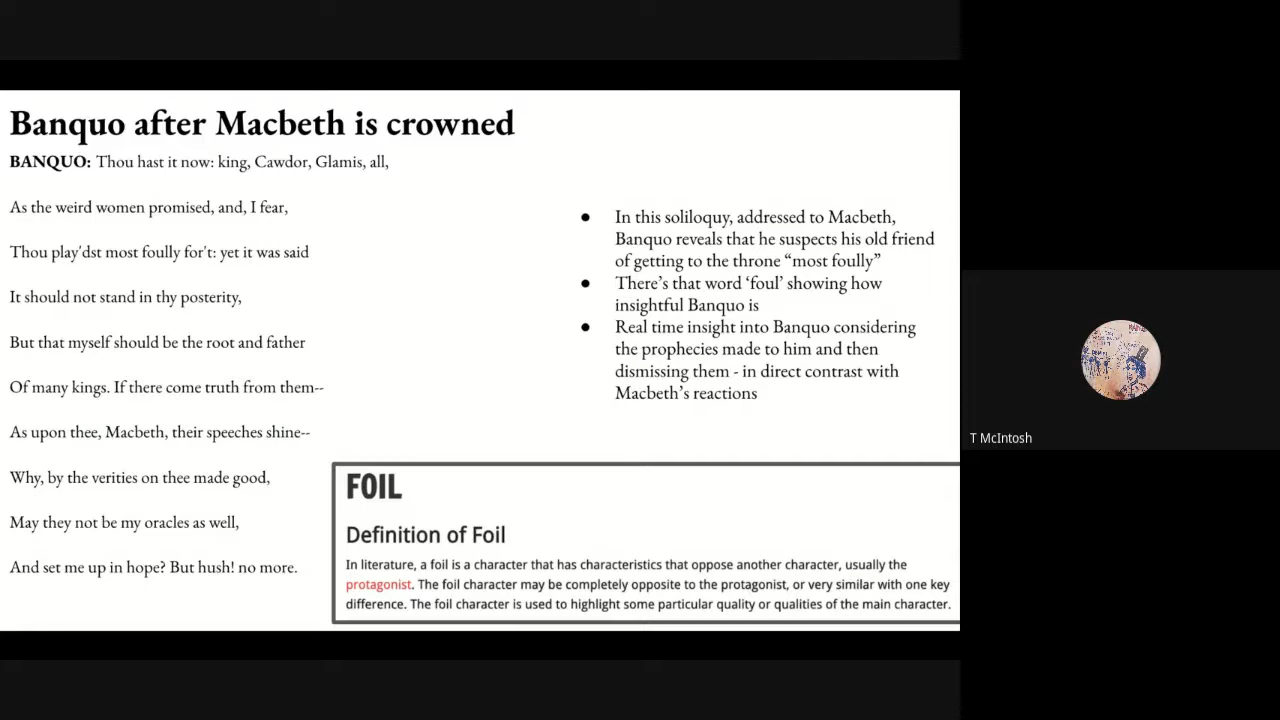 Banquo after Macbeth is crowned
BANQUO: Thou hast it now: king, Cawdor, Glamis, all,
As the weird women promised, and, I fear,
Thou play'dst most foully for't: yet it was said
It should not stand in thy posterity,
But that myself should be the root and father
Of many kings. If there come truth from them--
As upon thee, Macbeth, their speeches shine--
Why, by the verities on thee made good,
May they not be my oracles as well,
And set me up in hope? But hush! no more.
● In this soliloquy, addressed to Macbeth,
Banquo reveals that he suspects his old friend
of getting to the throne “most foully”
● There’s that word ‘foul’ showing how
insightful Banquo is
● Real time insight into Banquo considering
the prophecies made to him and then
dismissing them - in direct contrast with
Macbeth’s reactions
FOIL
Definition of Foil
In literature, a foil is a character that has characteristics that oppose another character, usually the
protagonist. The foil character may be completely opposite to the protagonist, or very similar with one key
difference. The foil character is used to highlight some particular quality or qualities of the main character.
T McIntosh